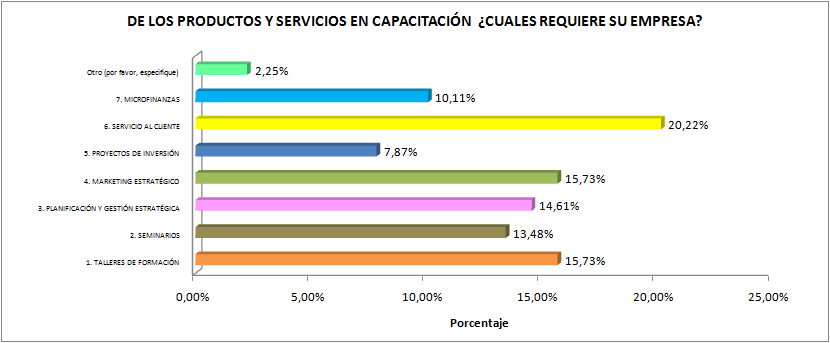 DE LOS PRODUCTOS Y SERVICIOS EN CAPACITACIÓN ¿CUALES REQUIERE SU EMPRESA?
Otro (por favor, especifique) 2,25%
7. MICROFINANZAS 10,11%
6. SERVICIO AL CLIENTE 20,22%
5. PROYECTOS DE INVERSIÓN 7,87%
4. MARKETING ESTRATÉGICO 15,73%
3. PLANIFICACIÓN Y GESTIÓN ESTRATÉGICA 14,61%
2. SEMINARIOS 13,48%
1. TALLERES DE FORMACIÓN 15,73%
0,00% 5,00% 10,00% 15,00% 20,00% 25,00%
Porcentaje